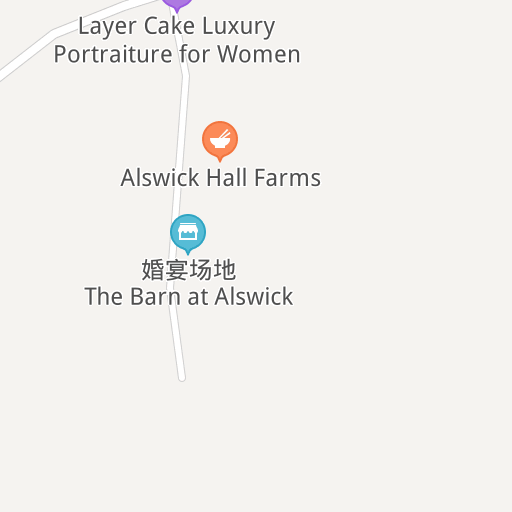 Layer Cake Luxury
Portraiture for Women
Alswick Hall Farms
婚宴场地
The Barn at Alswick